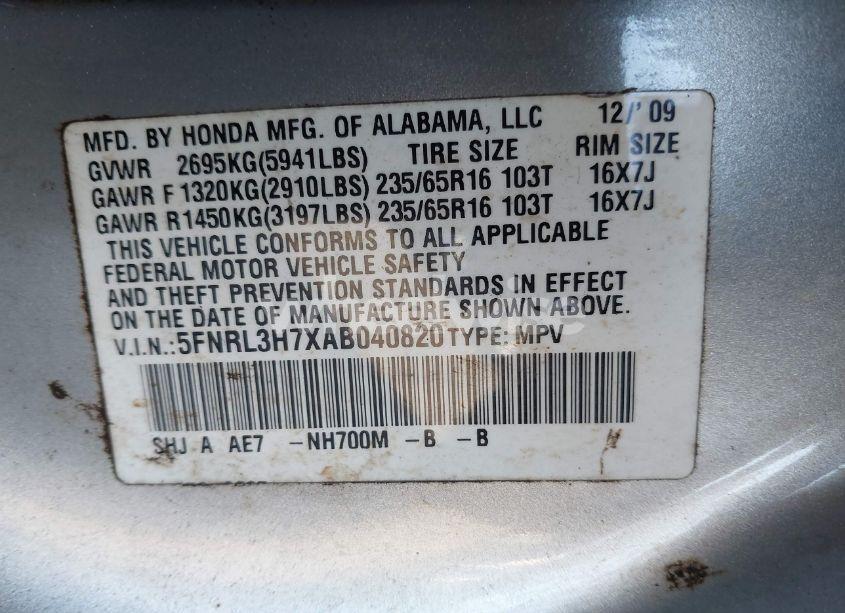 MFD. BY HONDA MFG. OF ALABAMA, LLC 12/'09
GVWR 2695KG(5941LBS) TIRE SIZE RIM SIZE
GAWR F 1320KG(2910LBS) 235/65R16 103T 16X7J
GAWR R1450KG(3197LBS) 235/65R16 103T 16X7J
THIS VEHICLE CONFORMS TO ALL APPLICABLE
FEDERAL MOTOR VEHICLE SAFETY
AND THEFT PREVENTION STANDARDS IN EFFECT
ON THE DATE OF MANUFACTURE SHOWN ABOVE.
V.I.N.:5FNRL3H7XAB040820 TYPE: MPV
SHJ A AE7 -NH700M -B -B